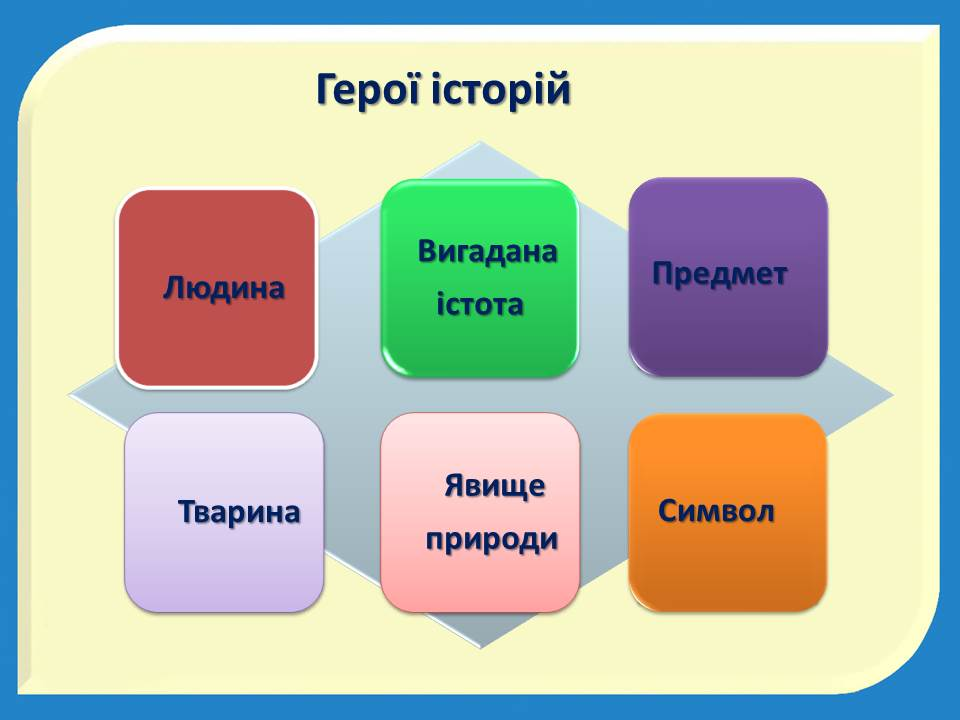 Герої історій
Людина
Вигадана
істота
Предмет
Тварина
Явище
природи
Символ